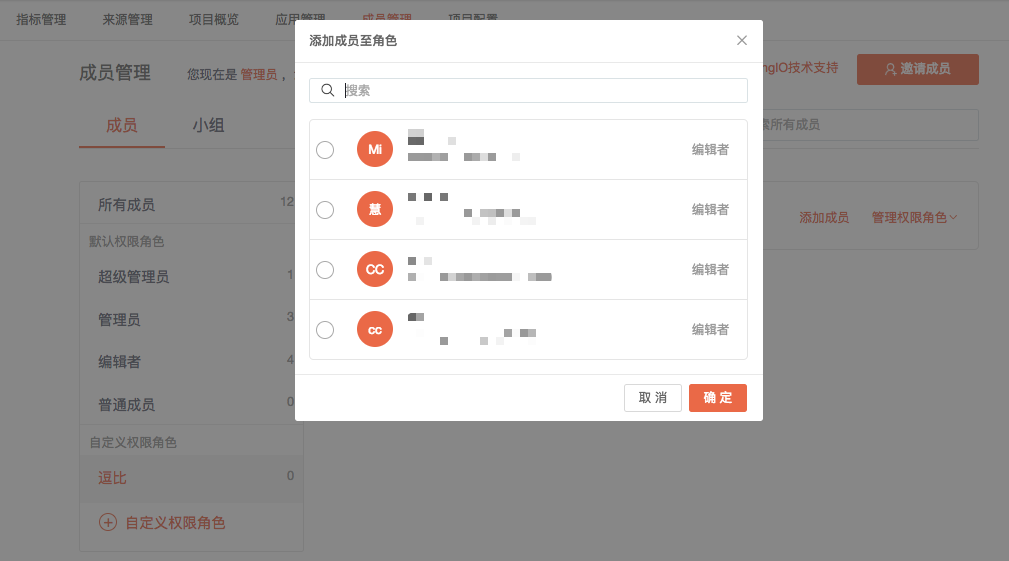 指标管理 来源管理 项目概览 应用管理 成员管理 项目配置
添加成员至角色
成员管理 您现在是 管理员，
ngIO技术支持 邀请成员
搜索
成员 小组
索所有成员
Mi 编辑者
所有成员 12
慧 编辑者
添加成员 管理权限角色
默认权限角色
超级管理员 1
CC 编辑者
管理员 3
cc 编辑者
编辑者 4
普通成员 0
取 消 确 定
自定义权限角色
逗比 0
自定义权限角色